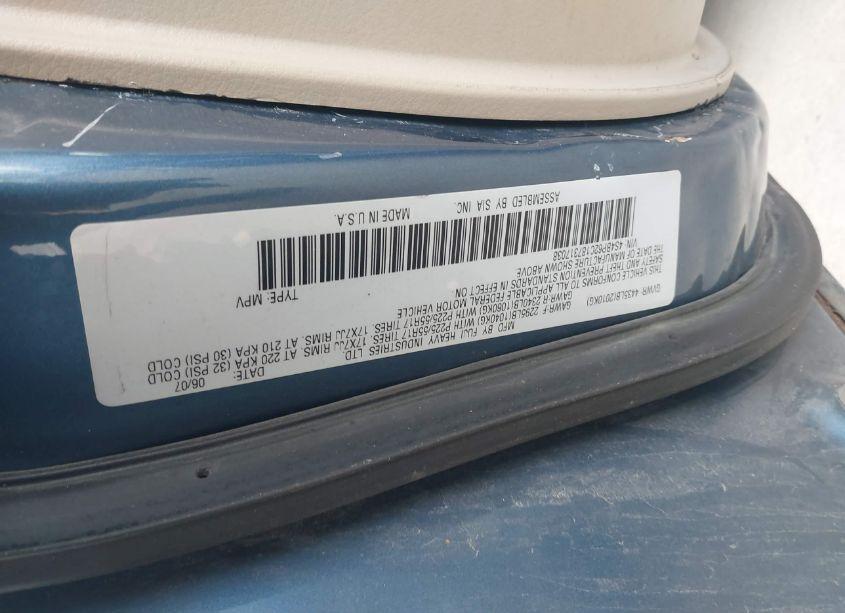 MFD BY FUJI HEAVY INDUSTRIES LTD. DATE: 06/07
GVWR- 4435LB(2010KG)
GAWR-F 2295LB(1040KG) WITH P225/55R17 TIRES, 17X7JJ RIMS, AT 220 KPA (32 PSI) COLD
GAWR-R 2340LB(1080KG) WITH P225/55R17 TIRES, 17X7JJ RIMS, AT 210 KPA (30 PSI) COLD
THIS VEHICLE CONFORMS TO ALL APPLICABLE FEDERAL MOTOR VEHICLE
SAFETY AND THEFT PREVENTION STANDARDS IN EFFECT ON
THE DATE OF MANUFACTURE SHOWN ABOVE
VIN: 4S4BP62C187317038 TYPE: MPV
ASSEMBLED BY SIA INC. MADE IN U.S.A.